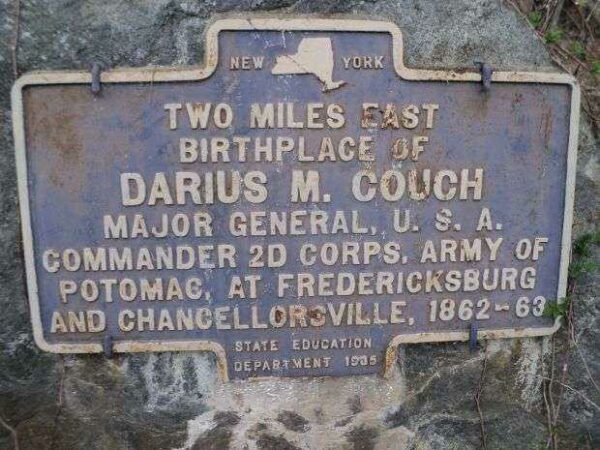 NEW YORK
TWO MILES EAST
BIRTHPLACE OF
DARIUS M. COUCH
MAJOR GENERAL, U. S. A.
COMMANDER 2D CORPS, ARMY OF
POTOMAC, AT FREDERICKSBURG
AND CHANCELLORSVILLE, 1862-63
STATE EDUCATION
DEPARTMENT 1935